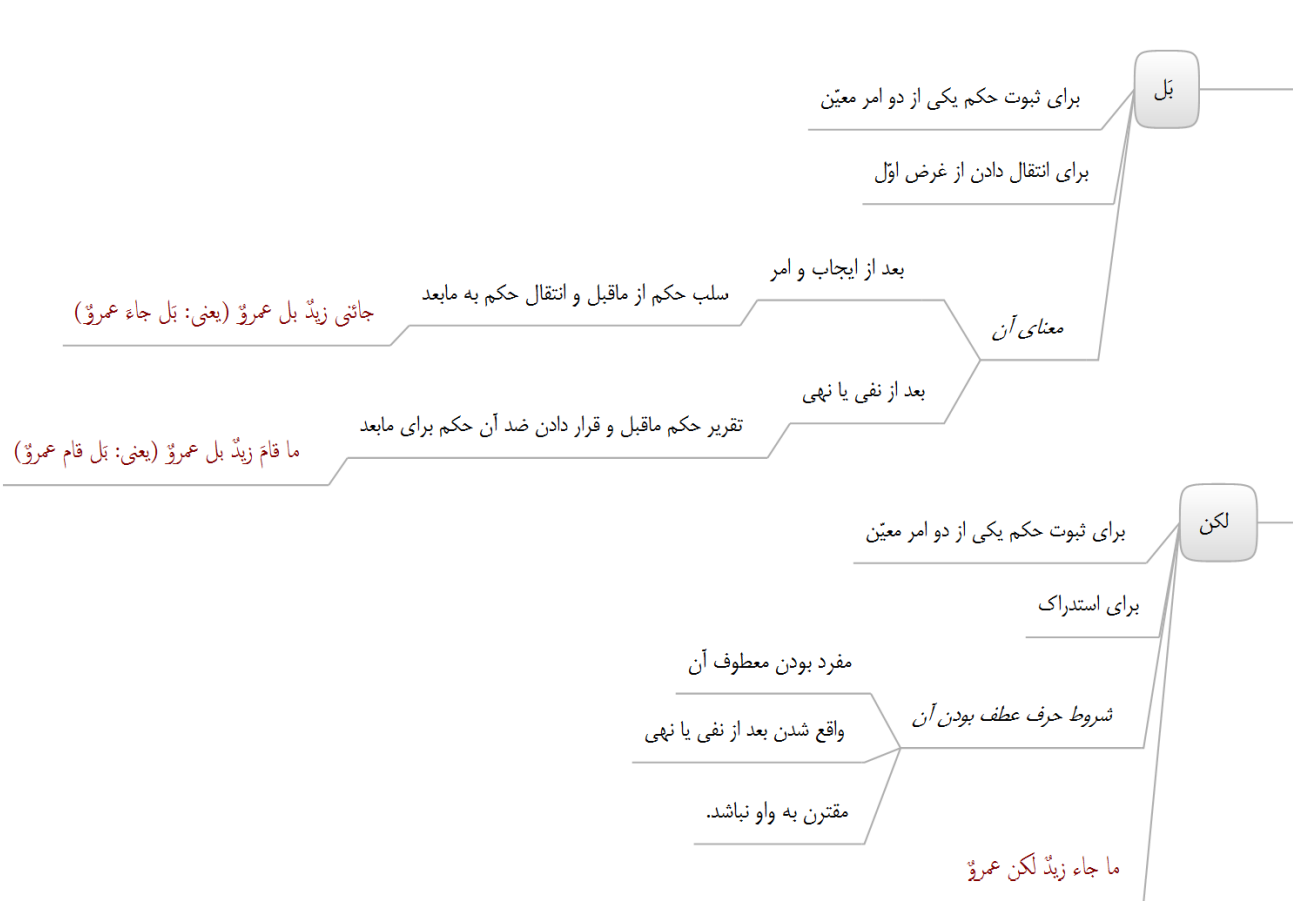 بَل
برای ثبوت حکم یکی از دو امر معیّن
برای انتقال دادن از غرض اوّل
معنای آن
بعد از ایجاب و امر
سلب حکم از ماقبل و انتقال حکم به مابعد
جائنی زیدٌ بل عمروٌ (یعنی: بَل جاءَ عمروٌ)
بعد از نفی یا نهی
تقریر حکم ماقبل و قرار دادن ضد آن حکم برای مابعد
ما قامَ زیدٌ بل عمروٌ (یعنی: بَل قام عمروٌ)
لکن
برای ثبوت حکم یکی از دو امر معیّن
برای استدراک
شروط حرف عطف بودن آن
مفرد بودن معطوف آن
واقع شدن بعد از نفی یا نهی
مقترن به واو نباشد.
ما جاء زیدٌ لکن عمروٌ